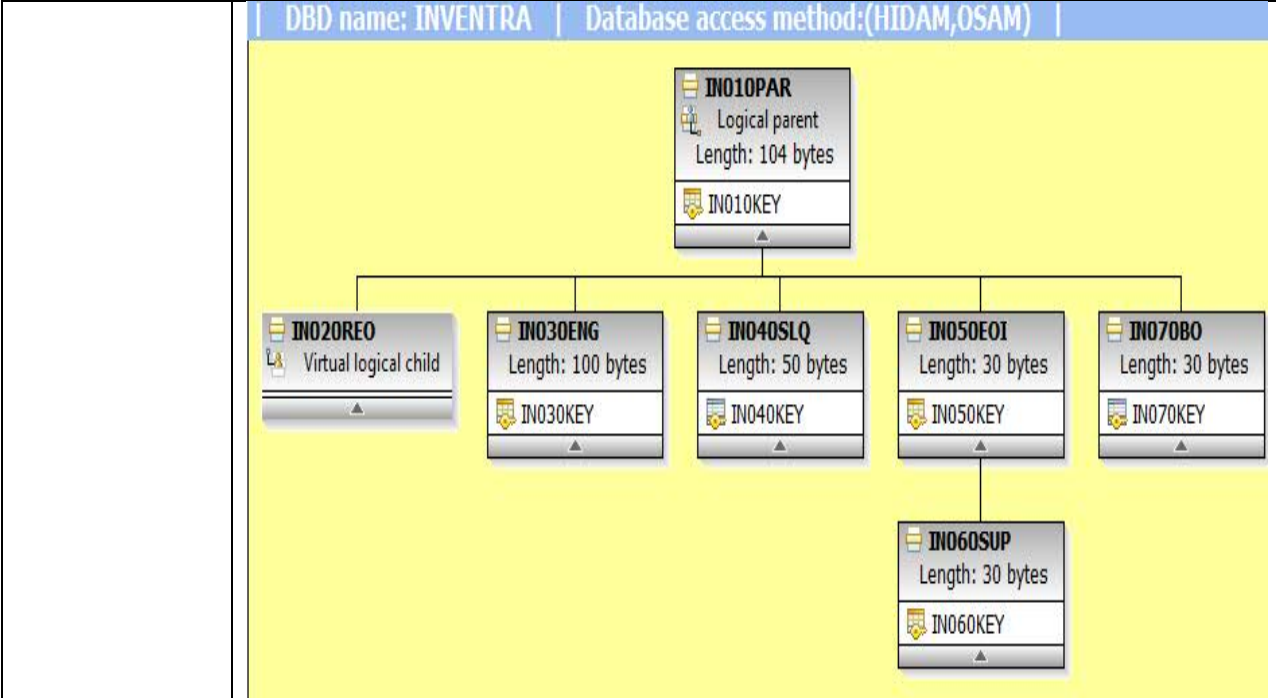 | DBD name: INVENTRA | Database access method:(HIDAM,OSAM) |
IN010PAR
Logical parent
Length: 104 bytes
IN010KEY
IN020REO
Virtual logical child
IN030ENG
Length: 100 bytes
IN030KEY
IN040SLQ
Length: 50 bytes
IN040KEY
IN050EOI
Length: 30 bytes
IN050KEY
IN070BO
Length: 30 bytes
IN070KEY
IN060SUP
Length: 30 bytes
IN060KEY